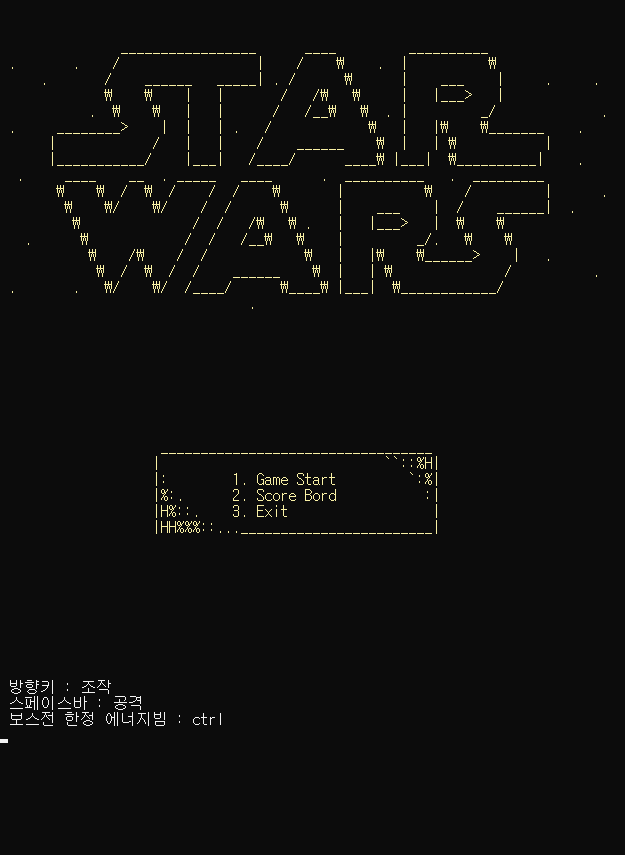 STAR
WARS
1. Game Start
2. Score Bord
3. Exit
방향키 : 조작
스페이스바 : 공격
보스전 한정 에너지빔 : ctrl